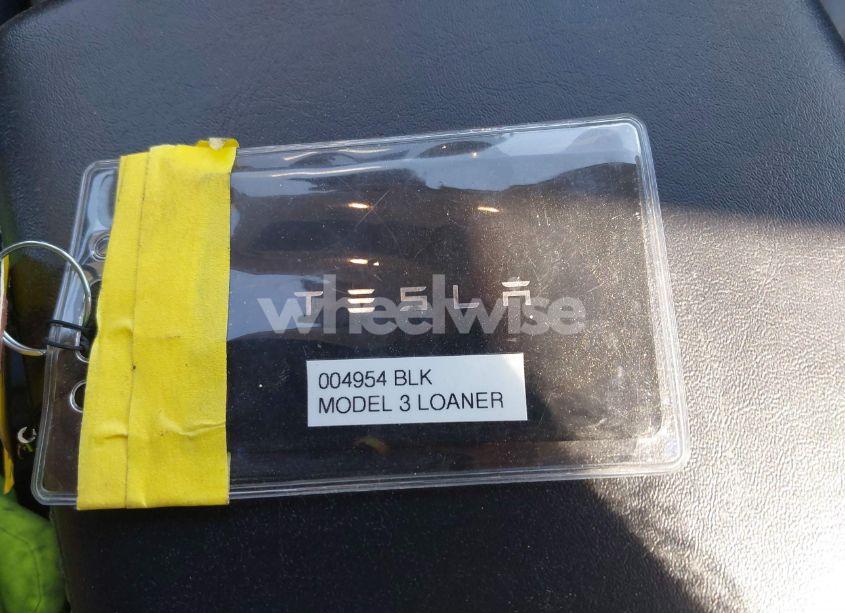 TESLA
wheelwise
004954 BLK
MODEL 3 LOANER